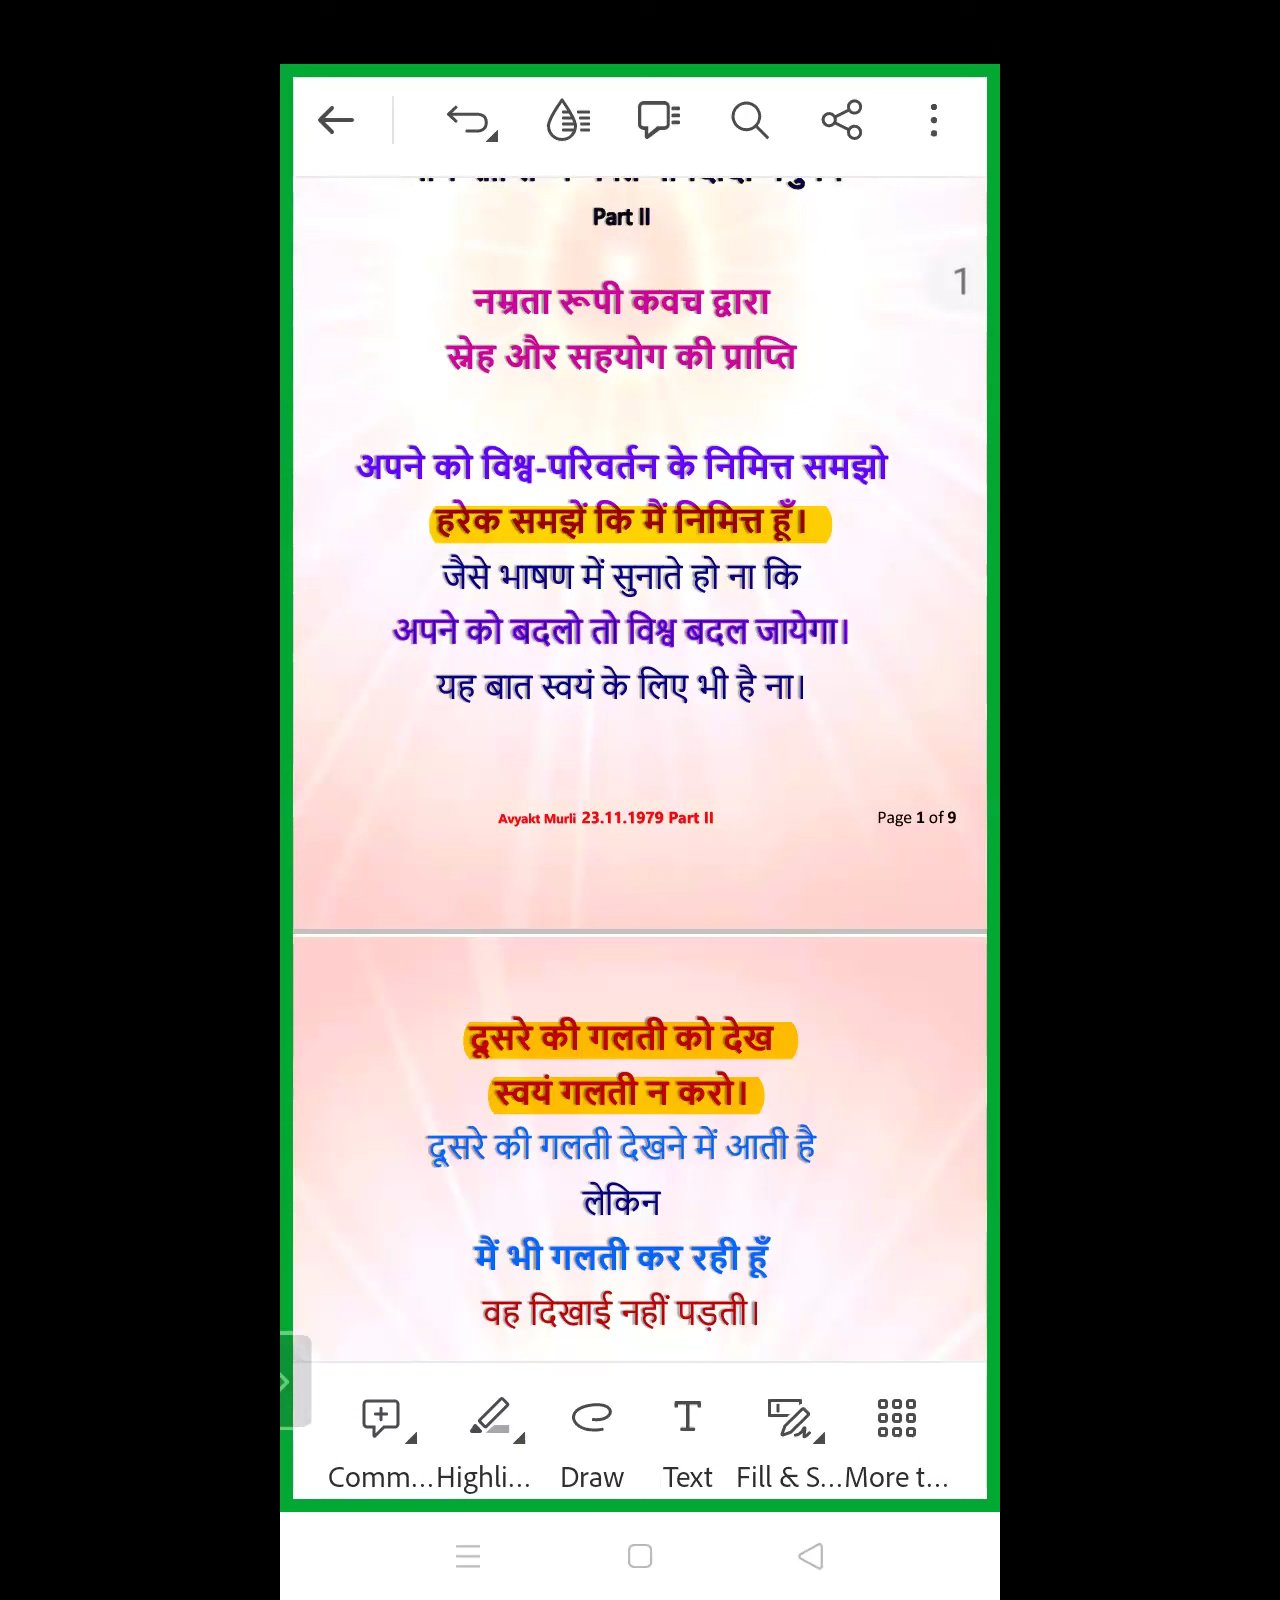 Part II
1
नम्रता रूपी कवच द्वारा
स्नेह और सहयोग की प्राप्ति
अपने को विश्व-परिवर्तन के निमित्त समझो
हरेक समझें कि मैं निमित्त हूँ।
जैसे भाषण में सुनाते हो ना कि
अपने को बदलो तो विश्व बदल जायेगा।
यह बात स्वयं के लिए भी है ना।
Avyakt Murli 23.11.1979 Part II
Page 1 of 9
दूसरे की गलती को देख
स्वयं गलती न करो।
दूसरे की गलती देखने में आती है
लेकिन
मैं भी गलती कर रही हूँ
वह दिखाई नहीं पड़ती।
Comm... Highli... Draw Text Fill & S... More t...